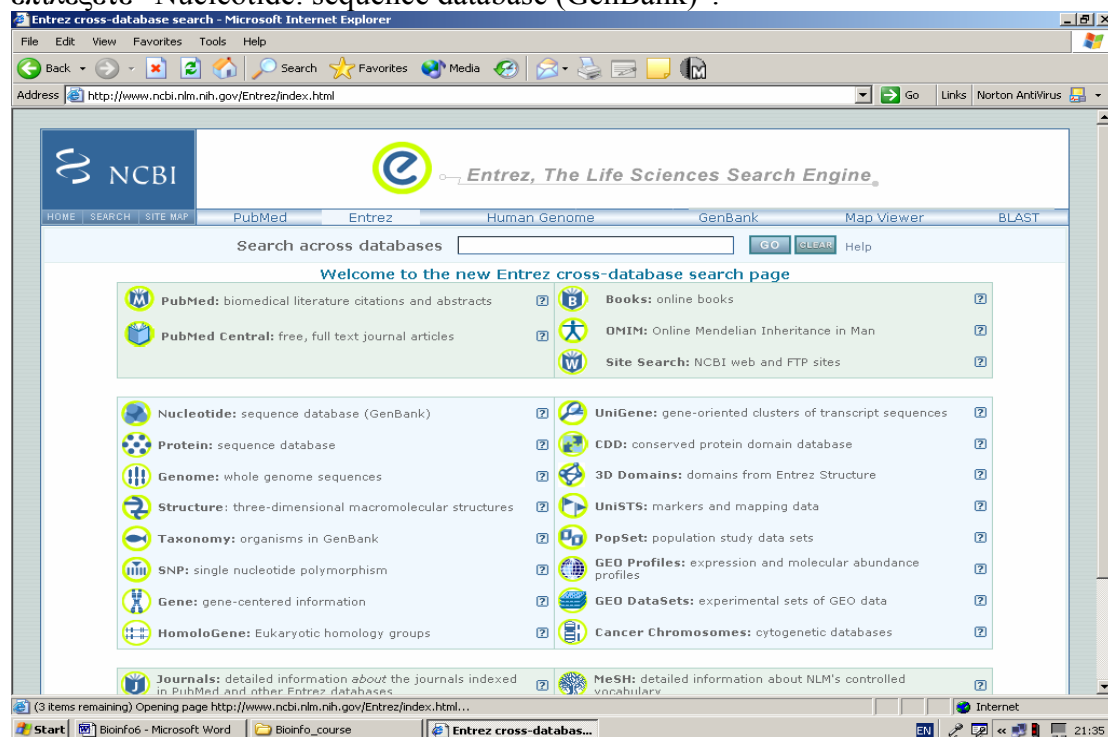 επιλέξετε "Nucleotide: sequence database (GenBank)".
Entrez cross-database search - Microsoft Internet Explorer
File Edit View Favorites Tools Help
Back Search Favorites Media
Address http://www.ncbi.nlm.nih.gov/Entrez/index.html Go Links Norton AntiVirus
NCBI
Entrez, The Life Sciences Search Engine
HOME SEARCH SITE MAP PubMed Entrez Human Genome GenBank Map Viewer BLAST
Search across databases GO CLEAR Help
Welcome to the new Entrez cross-database search page
PubMed: biomedical literature citations and abstracts ?
PubMed Central: free, full text journal articles ?
Books: online books ?
OMIM: Online Mendelian Inheritance in Man ?
Site Search: NCBI web and FTP sites ?
Nucleotide: sequence database (GenBank) ?
Protein: sequence database ?
Genome: whole genome sequences ?
Structure: three-dimensional macromolecular structures ?
Taxonomy: organisms in GenBank ?
SNP: single nucleotide polymorphism ?
Gene: gene-centered information ?
HomoloGene: Eukaryotic homology groups ?
UniGene: gene-oriented clusters of transcript sequences ?
CDD: conserved protein domain database ?
3D Domains: domains from Entrez Structure ?
UniSTS: markers and mapping data ?
PopSet: population study data sets ?
GEO Profiles: expression and molecular abundance
profiles ?
GEO DataSets: experimental sets of GEO data ?
Cancer Chromosomes: cytogenetic databases ?
Journals: detailed information about the journals indexed
in PubMed and other Entrez databases ?
MeSH: detailed information about NLM's controlled
vocabulary ?
(3 items remaining) Opening page http://www.ncbi.nlm.nih.gov/Entrez/index.html... Internet
Start Bioinfo6 - Microsoft Word Bioinfo_course Entrez cross-databas... EN 21:35